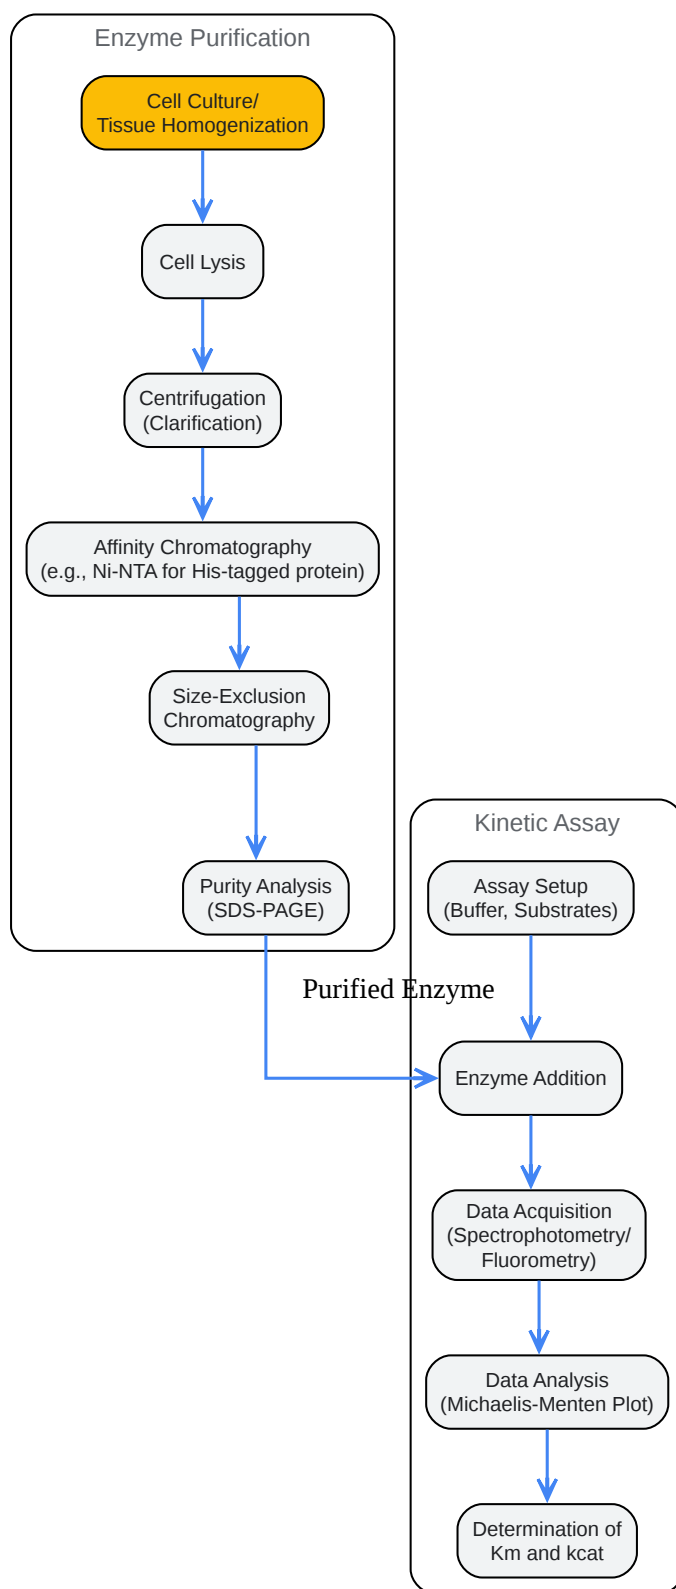 Enzyme Purification
Cell Culture/
Tissue Homogenization
Cell Lysis
Centrifugation
(Clarification)
Affinity Chromatography
(e.g., Ni-NTA for His-tagged protein)
Size-Exclusion
Chromatography
Purity Analysis
(SDS-PAGE)
Kinetic Assay
Assay Setup
(Buffer, Substrates)
Purified Enzyme
Enzyme Addition
Data Acquisition
(Spectrophotometry/
Fluorometry)
Data Analysis
(Michaelis-Menten Plot)
Determination of
Km and kcat